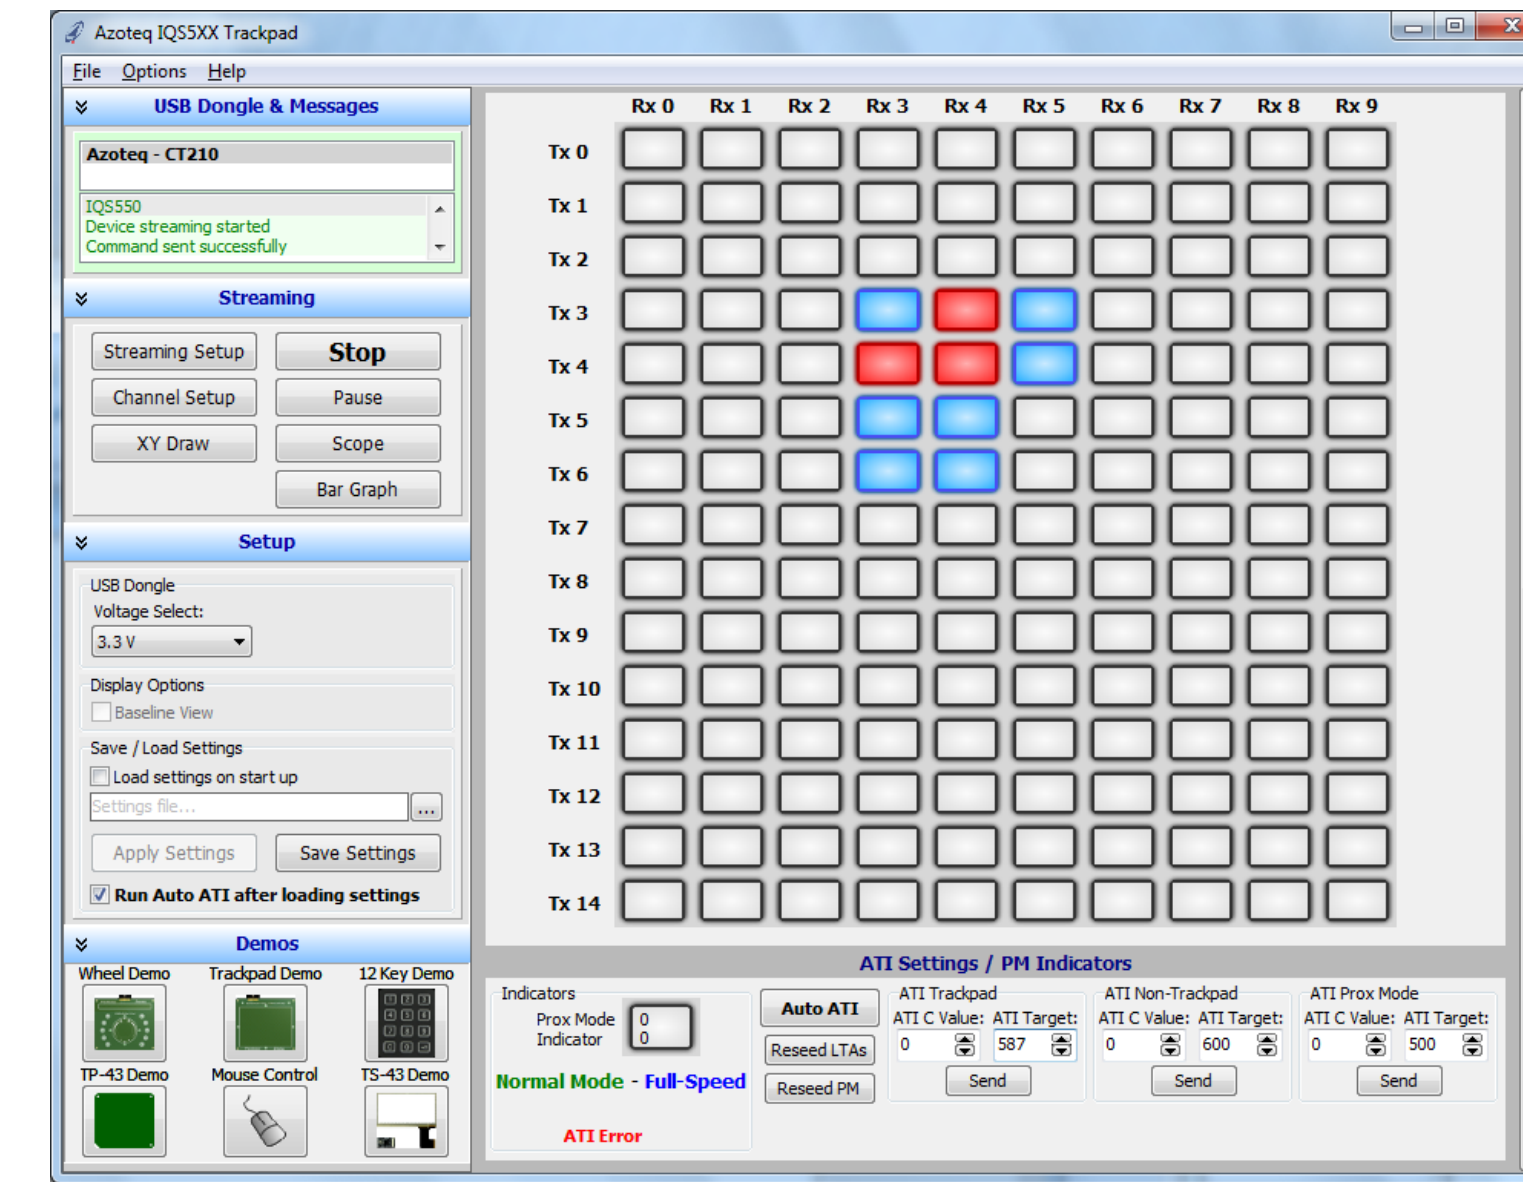 Azoteq IQS5XX Trackpad
File Options Help
USB Dongle & Messages
Azoteq - CT210
IQS550
Device streaming started
Command sent successfully
Streaming
Streaming Setup Stop
Channel Setup Pause
XY Draw Scope
Bar Graph
Setup
USB Dongle
Voltage Select:
3.3 V
Display Options
Baseline View
Save / Load Settings
Load settings on start up
Settings file... ...
Apply Settings Save Settings
Run Auto ATI after loading settings
Demos
Wheel Demo Trackpad Demo 12 Key Demo
TP-43 Demo Mouse Control TS-43 Demo
Rx 0 Rx 1 Rx 2 Rx 3 Rx 4 Rx 5 Rx 6 Rx 7 Rx 8 Rx 9
Tx 0
Tx 1
Tx 2
Tx 3
Tx 4
Tx 5
Tx 6
Tx 7
Tx 8
Tx 9
Tx 10
Tx 11
Tx 12
Tx 13
Tx 14
ATI Settings / PM Indicators
Indicators
Prox Mode 0
Indicator 0
Normal Mode - Full-Speed
ATI Error
Auto ATI
Reseed LTAs
Reseed PM
ATI Trackpad
ATI C Value: ATI Target:
0 587
Send
ATI Non-Trackpad
ATI C Value: ATI Target:
0 600
Send
ATI Prox Mode
ATI C Value: ATI Target:
0 500
Send